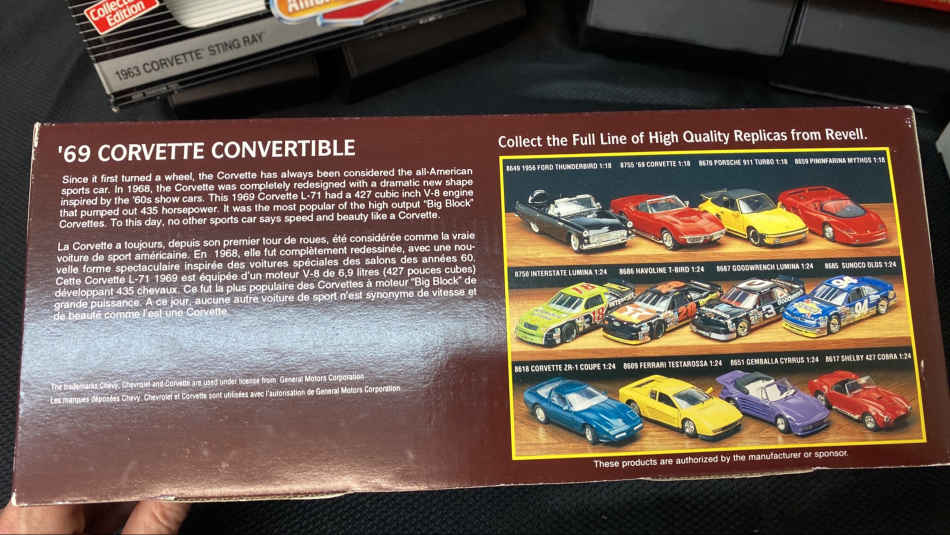 Collector
Edition
American
1963 CORVETTE STING RAY
'69 CORVETTE CONVERTIBLE
Since it first turned a wheel, the Corvette has always been considered the all-American
sports car. In 1968, the Corvette was completely redesigned with a dramatic new shape
inspired by the '60s show cars. This 1969 Corvette L-71 had a 427 cubic inch V-8 engine
that pumped out 435 horsepower. It was the most popular of the high output "Big Block"
Corvettes. To this day, no other sports car says speed and beauty like a Corvette.
La Corvette a toujours, depuis son premier tour de roues, été considérée comme la vraie
voiture de sport américaine. En 1968, elle fut complètement redessinée, avec une nou-
velle forme spectaculaire inspirée des voitures spéciales des salons des années 60.
Cette Corvette L-71 1969 est équipée d'un moteur V-8 de 6,9 litres (427 pouces cubes)
développant 435 chevaux. Ce fut la plus populaire des Corvettes à moteur "Big Block" de
grande puissance. A ce jour, aucune autre voiture de sport n'est synonyme de vitesse et
de beauté comme l'est une Corvette.
The trademarks Chevy, Chevrolet and Corvette are used under license from General Motors Corporation
Les marques déposées Chevy, Chevrolet et Corvette sont utilisées avec l'autorisation de General Motors Corporation.
Collect the Full Line of High Quality Replicas from Revell.
8649 1956 FORD THUNDERBIRD 1:18 8755 '69 CORVETTE 1:18 8679 PORSCHE 911 TURBO 1:18 8659 PININFARINA MYTHOS 1:18
8750 INTERSTATE LUMINA 1:24 8686 HAVOLINE T-BIRD 1:24 8687 GOODWRENCH LUMINA 1:24 8685 SUNOCO OLDS 1:24
18
28
3
94
94
8618 CORVETTE ZR-1 COUPE 1:24 8609 FERRARI TESTAROSSA 1:24 8651 GEMBALLA CYRRUS 1:24 8617 SHELBY 427 COBRA 1:24
These products are authorized by the manufacturer or sponsor.